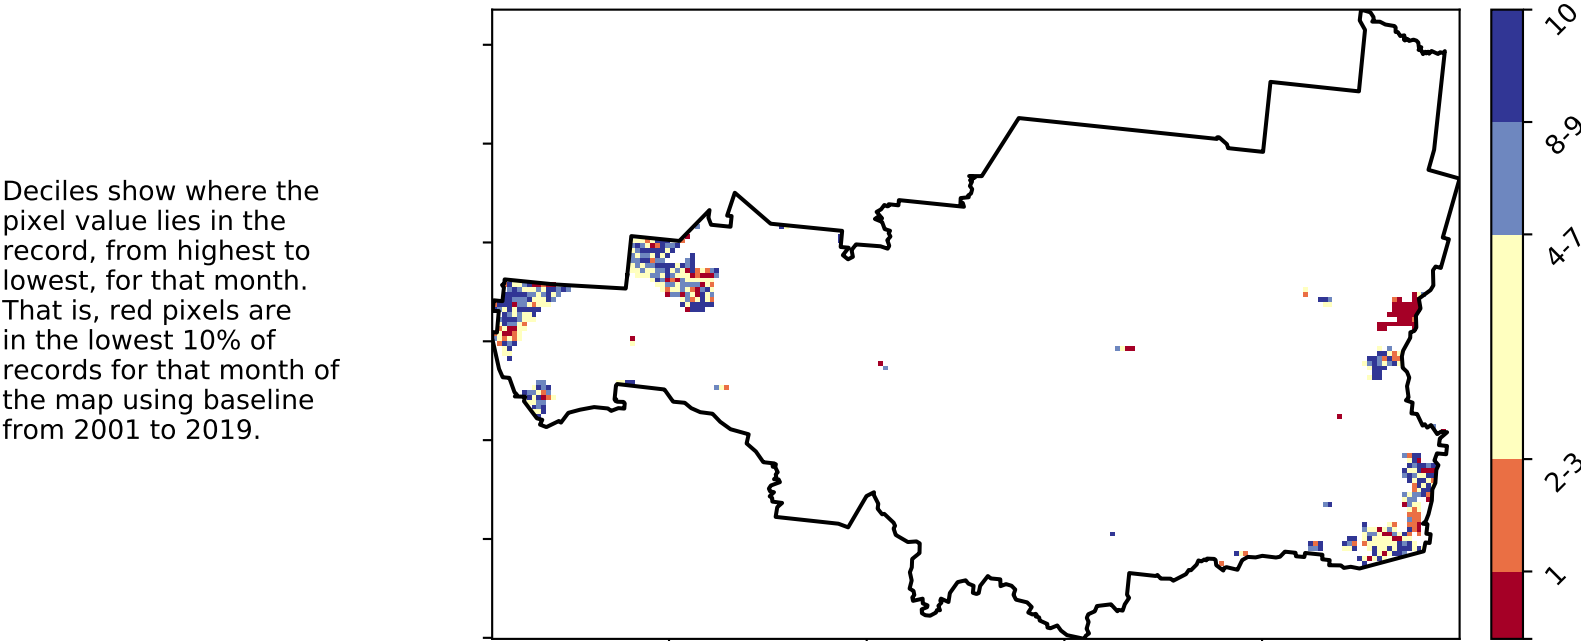 Deciles show where the
pixel value lies in the
record, from highest to
lowest, for that month.
That is, red pixels are
in the lowest 10% of
records for that month of
the map using baseline
from 2001 to 2019.
10
8-9
4-7
2-3
1